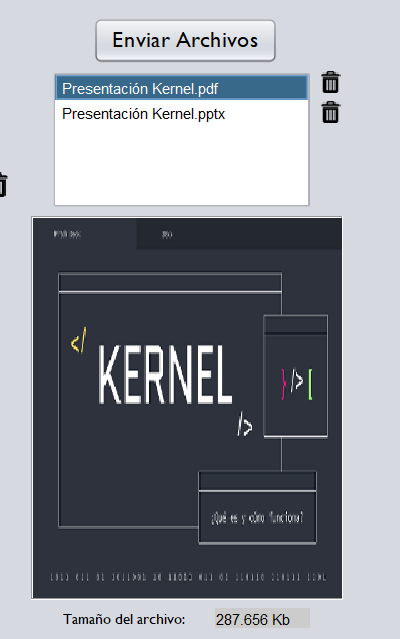 Enviar Archivos
Presentación Kernel.pdf
Presentación Kernel.pptx
</
KERNEL
} /> [
/>
¿Qué es y cómo funciona?
Tamaño del archivo: 287.656 Kb